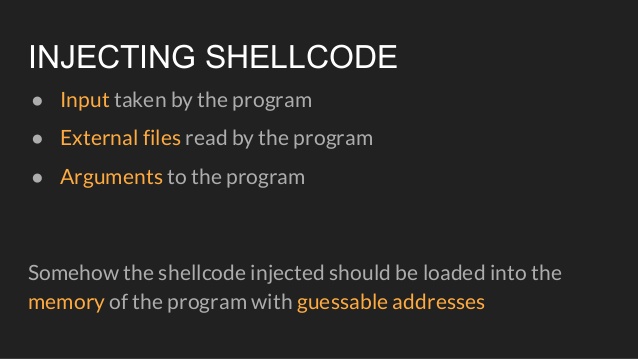 INJECTING SHELLCODE
● Input taken by the program
● External files read by the program
● Arguments to the program
Somehow the shellcode injected should be loaded into the
memory of the program with guessable addresses